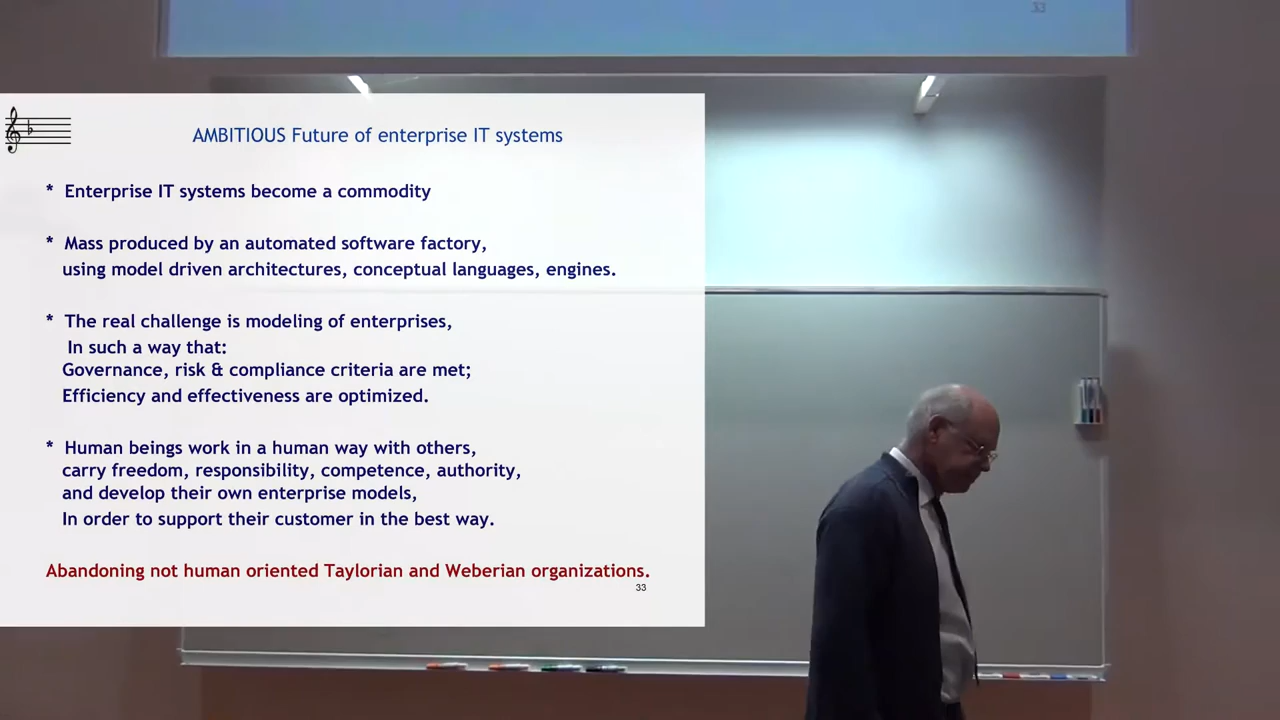 33
AMBITIOUS Future of enterprise IT systems
* Enterprise IT systems become a commodity
* Mass produced by an automated software factory,
using model driven architectures, conceptual languages, engines.
* The real challenge is modeling of enterprises,
In such a way that:
Governance, risk & compliance criteria are met;
Efficiency and effectiveness are optimized.
* Human beings work in a human way with others,
carry freedom, responsibility, competence, authority,
and develop their own enterprise models,
In order to support their customer in the best way.
Abandoning not human oriented Taylorian and Weberian organizations.
33